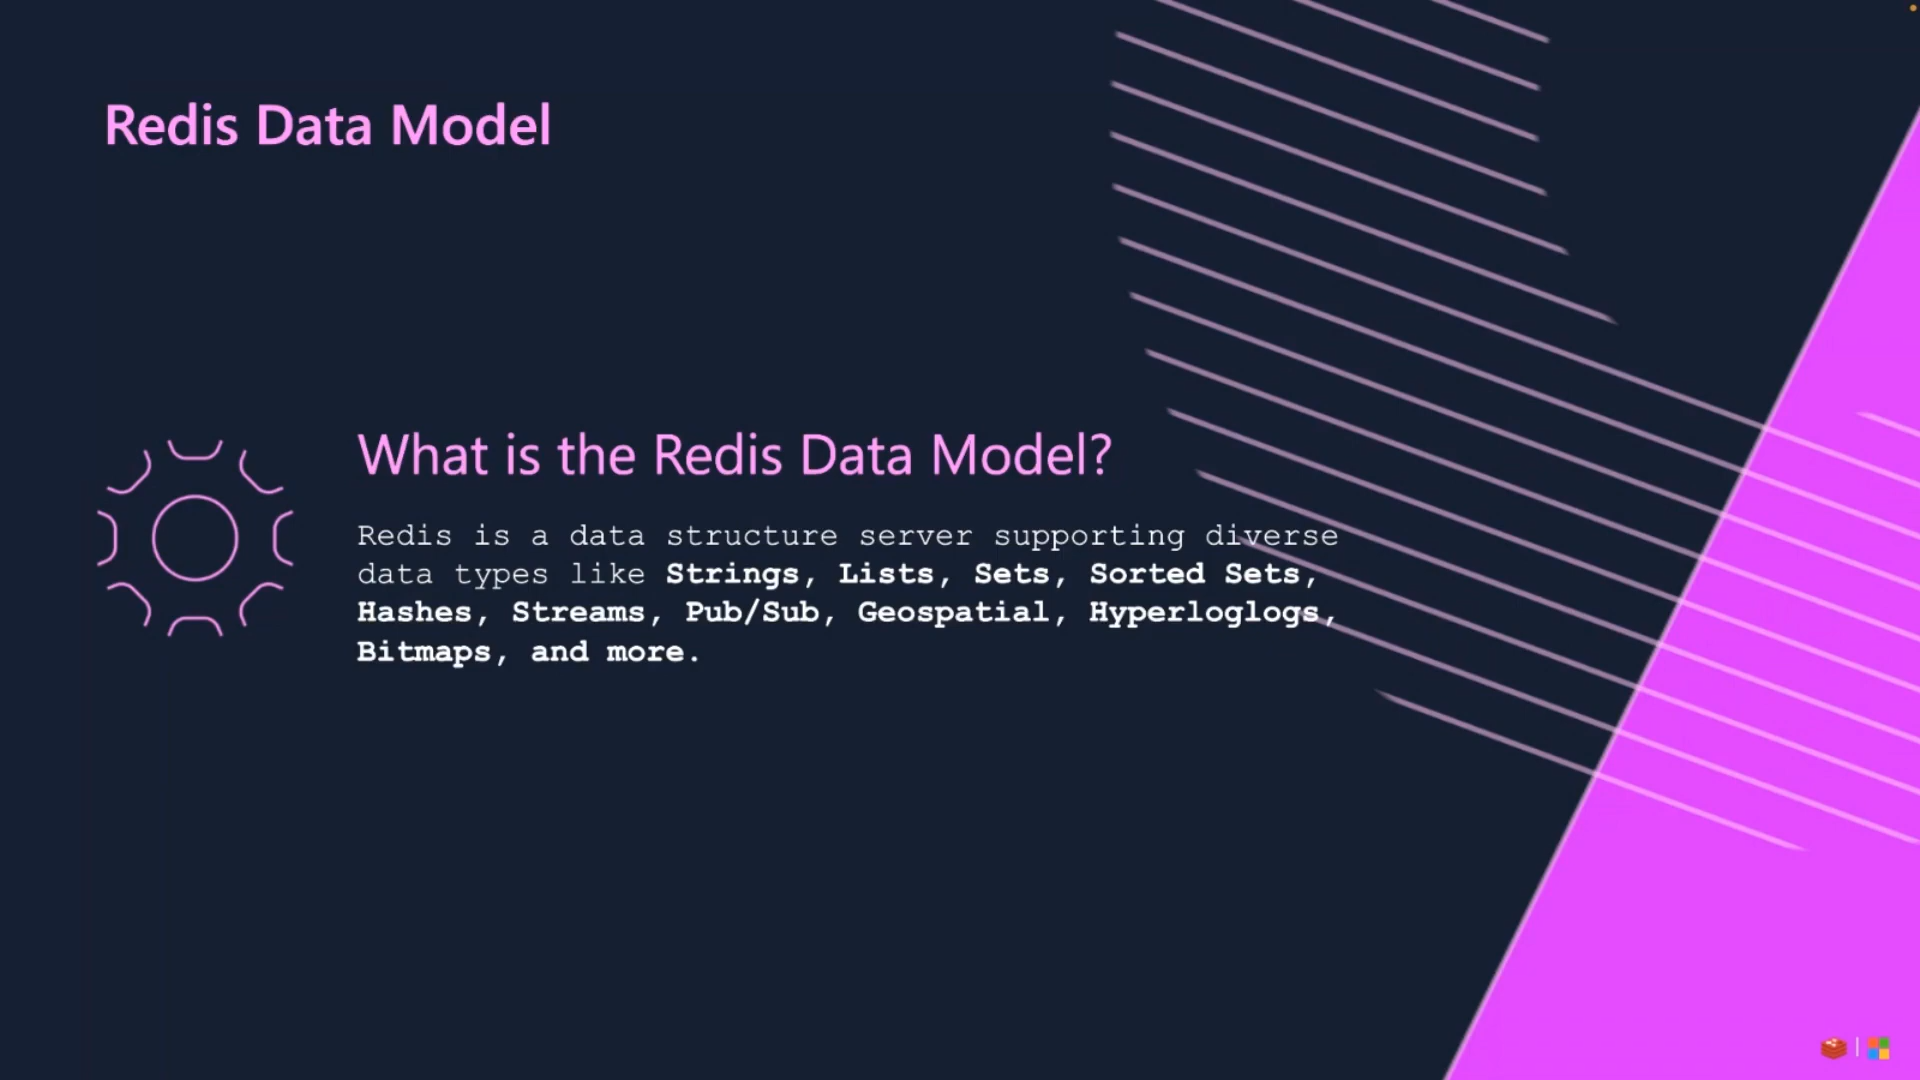 Redis Data Model
What is the Redis Data Model?
Redis is a data structure server supporting diverse
data types like Strings, Lists, Sets, Sorted Sets,
Hashes, Streams, Pub/Sub, Geospatial, Hyperloglogs,
Bitmaps, and more.